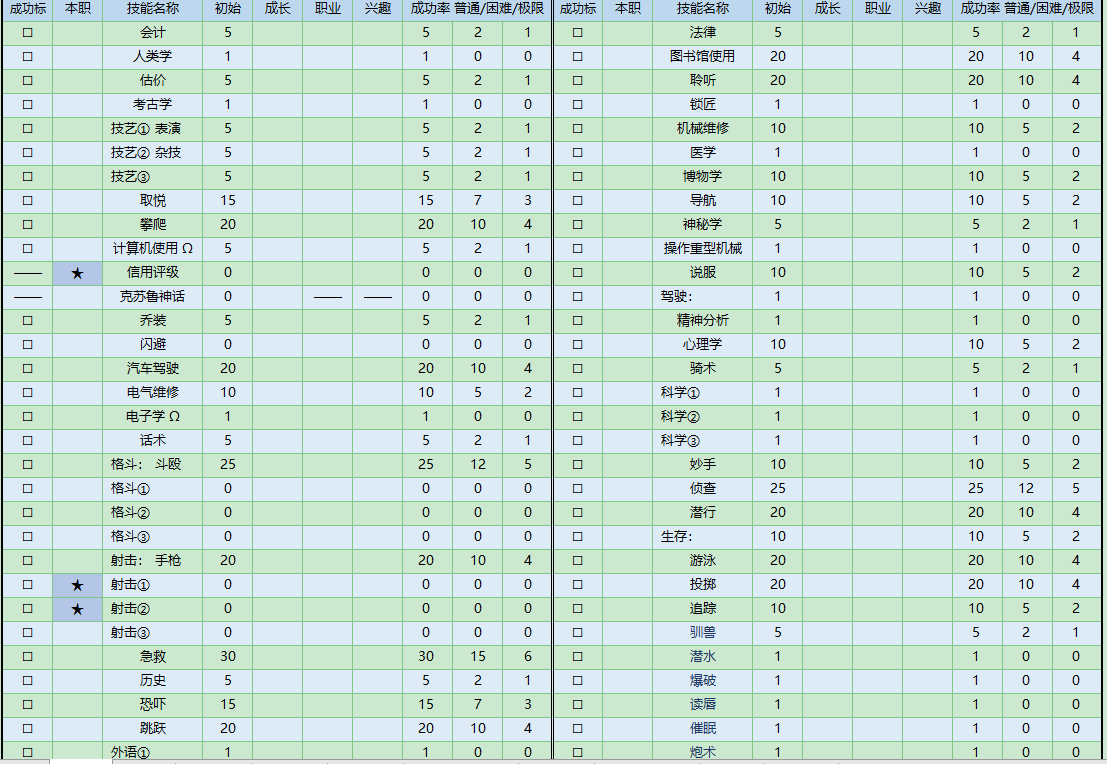 成功标 本职 技能名称 初始 成长 职业 兴趣 成功率 普通/困难/极限 成功标 本职 技能名称 初始 成长 职业 兴趣 成功率 普通/困难/极限
☐ 会计 5 5 2 1 ☐ 法律 5 5 2 1
☐ 人类学 1 1 0 0 ☐ 图书馆使用 20 20 10 4
☐ 估价 5 5 2 1 ☐ 聆听 20 20 10 4
☐ 考古学 1 1 0 0 ☐ 锁匠 1 1 0 0
☐ 技艺① 表演 5 5 2 1 ☐ 机械维修 10 10 5 2
☐ 技艺② 杂技 5 5 2 1 ☐ 医学 1 1 0 0
☐ 技艺③ 5 5 2 1 ☐ 博物学 10 10 5 2
☐ 取悦 15 15 7 3 ☐ 导航 10 10 5 2
☐ 攀爬 20 20 10 4 ☐ 神秘学 5 5 2 1
☐ 计算机使用 Ω 5 5 2 1 ☐ 操作重型机械 1 1 0 0
—— ★ 信用评级 0 0 0 0 ☐ 说服 10 10 5 2
—— 克苏鲁神话 0 —— —— 0 0 0 ☐ 驾驶: 1 1 0 0
☐ 乔装 5 5 2 1 ☐ 精神分析 1 1 0 0
☐ 闪避 0 0 0 0 ☐ 心理学 10 10 5 2
☐ 汽车驾驶 20 20 10 4 ☐ 骑术 5 5 2 1
☐ 电气维修 10 10 5 2 ☐ 科学① 1 1 0 0
☐ 电子学 Ω 1 1 0 0 ☐ 科学② 1 1 0 0
☐ 话术 5 5 2 1 ☐ 科学③ 1 1 0 0
☐ 格斗: 斗殴 25 25 12 5 ☐ 妙手 10 10 5 2
☐ 格斗① 0 0 0 0 ☐ 侦查 25 25 12 5
☐ 格斗② 0 0 0 0 ☐ 潜行 20 20 10 4
☐ 格斗③ 0 0 0 0 ☐ 生存: 10 10 5 2
☐ 射击: 手枪 20 20 10 4 ☐ 游泳 20 20 10 4
☐ ★ 射击① 0 0 0 0 ☐ 投掷 20 20 10 4
☐ ★ 射击② 0 0 0 0 ☐ 追踪 10 10 5 2
☐ 射击③ 0 0 0 0 ☐ 驯兽 5 5 2 1
☐ 急救 30 30 15 6 ☐ 潜水 1 1 0 0
☐ 历史 5 5 2 1 ☐ 爆破 1 1 0 0
☐ 恐吓 15 15 7 3 ☐ 读唇 1 1 0 0
☐ 跳跃 20 20 10 4 ☐ 催眠 1 1 0 0
☐ 外语① 1 1 0 0 ☐ 炮术 1 1 0 0